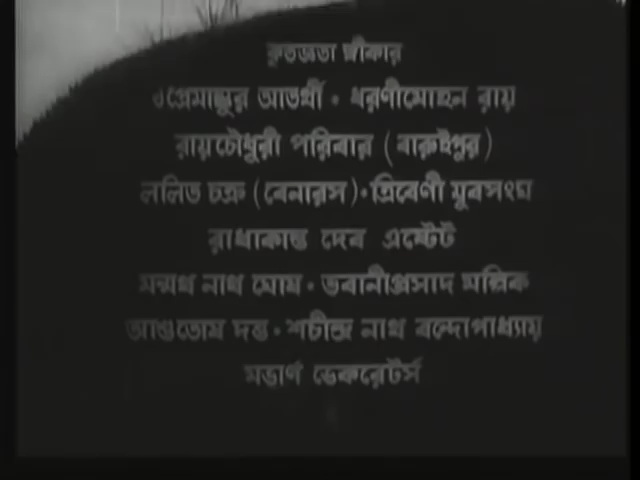 কৃতজ্ঞতা স্বীকার
৺প্রেমাঙ্কুর আতর্থী · ধরণীমোহন রায়
রায়চৌধুরী পরিবার (বারুইপুর)
ললিত চক্র (বেনারস) · ত্রিবেণী যুবসংঘ
রাধাকান্ত দেব এষ্টেট
মন্মথ নাথ ঘোষ · ভবানীপ্রসাদ মল্লিক
আশুতোষ দত্ত · শচীন্দ্র নাথ বন্দোপাধ্যায়
মডার্ণ ডেকরেটর্স